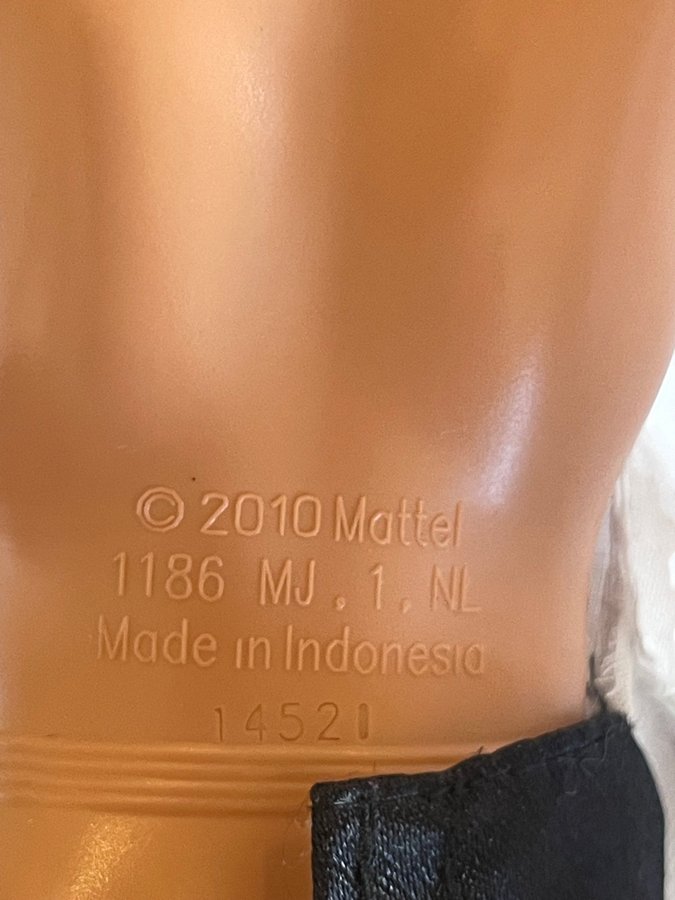 © 2010 Mattel
1186 MJ . 1 . NL
Made in Indonesia
14521